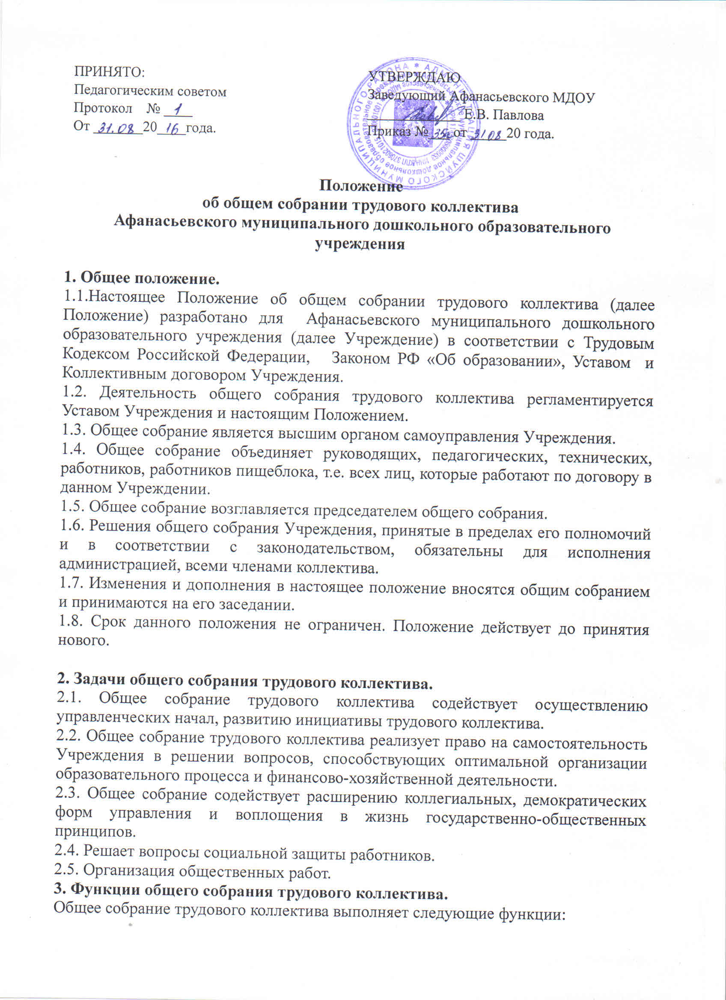 ПРИНЯТО:
Педагогическим советом
Протокол № 1
От 31.08 20 16 года.
УТВЕРЖДАЮ
Заведующий Афанасьевского МДОУ
Е.В. Павлова
Приказ № от 31 08 20 года.
Положение
об общем собрании трудового коллектива
Афанасьевского муниципального дошкольного образовательного
учреждения
1. Общее положение.
1.1.Настоящее Положение об общем собрании трудового коллектива (далее
Положение) разработано для Афанасьевского муниципального дошкольного
образовательного учреждения (далее Учреждение) в соответствии с Трудовым
Кодексом Российской Федерации, Законом РФ «Об образовании», Уставом и
Коллективным договором Учреждения.
1.2. Деятельность общего собрания трудового коллектива регламентируется
Уставом Учреждения и настоящим Положением.
1.3. Общее собрание является высшим органом самоуправления Учреждения.
1.4. Общее собрание объединяет руководящих, педагогических, технических,
работников, работников пищеблока, т.е. всех лиц, которые работают по договору в
данном Учреждении.
1.5. Общее собрание возглавляется председателем общего собрания.
1.6. Решения общего собрания Учреждения, принятые в пределах его полномочий
и в соответствии с законодательством, обязательны для исполнения
администрацией, всеми членами коллектива.
1.7. Изменения и дополнения в настоящее положение вносятся общим собранием
и принимаются на его заседании.
1.8. Срок данного положения не ограничен. Положение действует до принятия
нового.
2. Задачи общего собрания трудового коллектива.
2.1. Общее собрание трудового коллектива содействует осуществлению
управленческих начал, развитию инициативы трудового коллектива.
2.2. Общее собрание трудового коллектива реализует право на самостоятельность
Учреждения в решении вопросов, способствующих оптимальной организации
образовательного процесса и финансово-хозяйственной деятельности.
2.3. Общее собрание содействует расширению коллегиальных, демократических
форм управления и воплощения в жизнь государственно-общественных
принципов.
2.4. Решает вопросы социальной защиты работников.
2.5. Организация общественных работ.
3. Функции общего собрания трудового коллектива.
Общее собрание трудового коллектива выполняет следующие функции:
АДМИНИСТРАЦИЯ ШУЙСКОГО МУНИЦИПАЛЬНОГО РАЙОНА